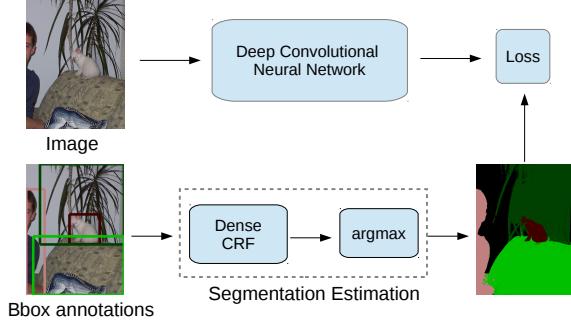 Deep Convolutional
Neural Network
Loss
Image
Dense
CRF
argmax
Segmentation Estimation
Bbox annotations